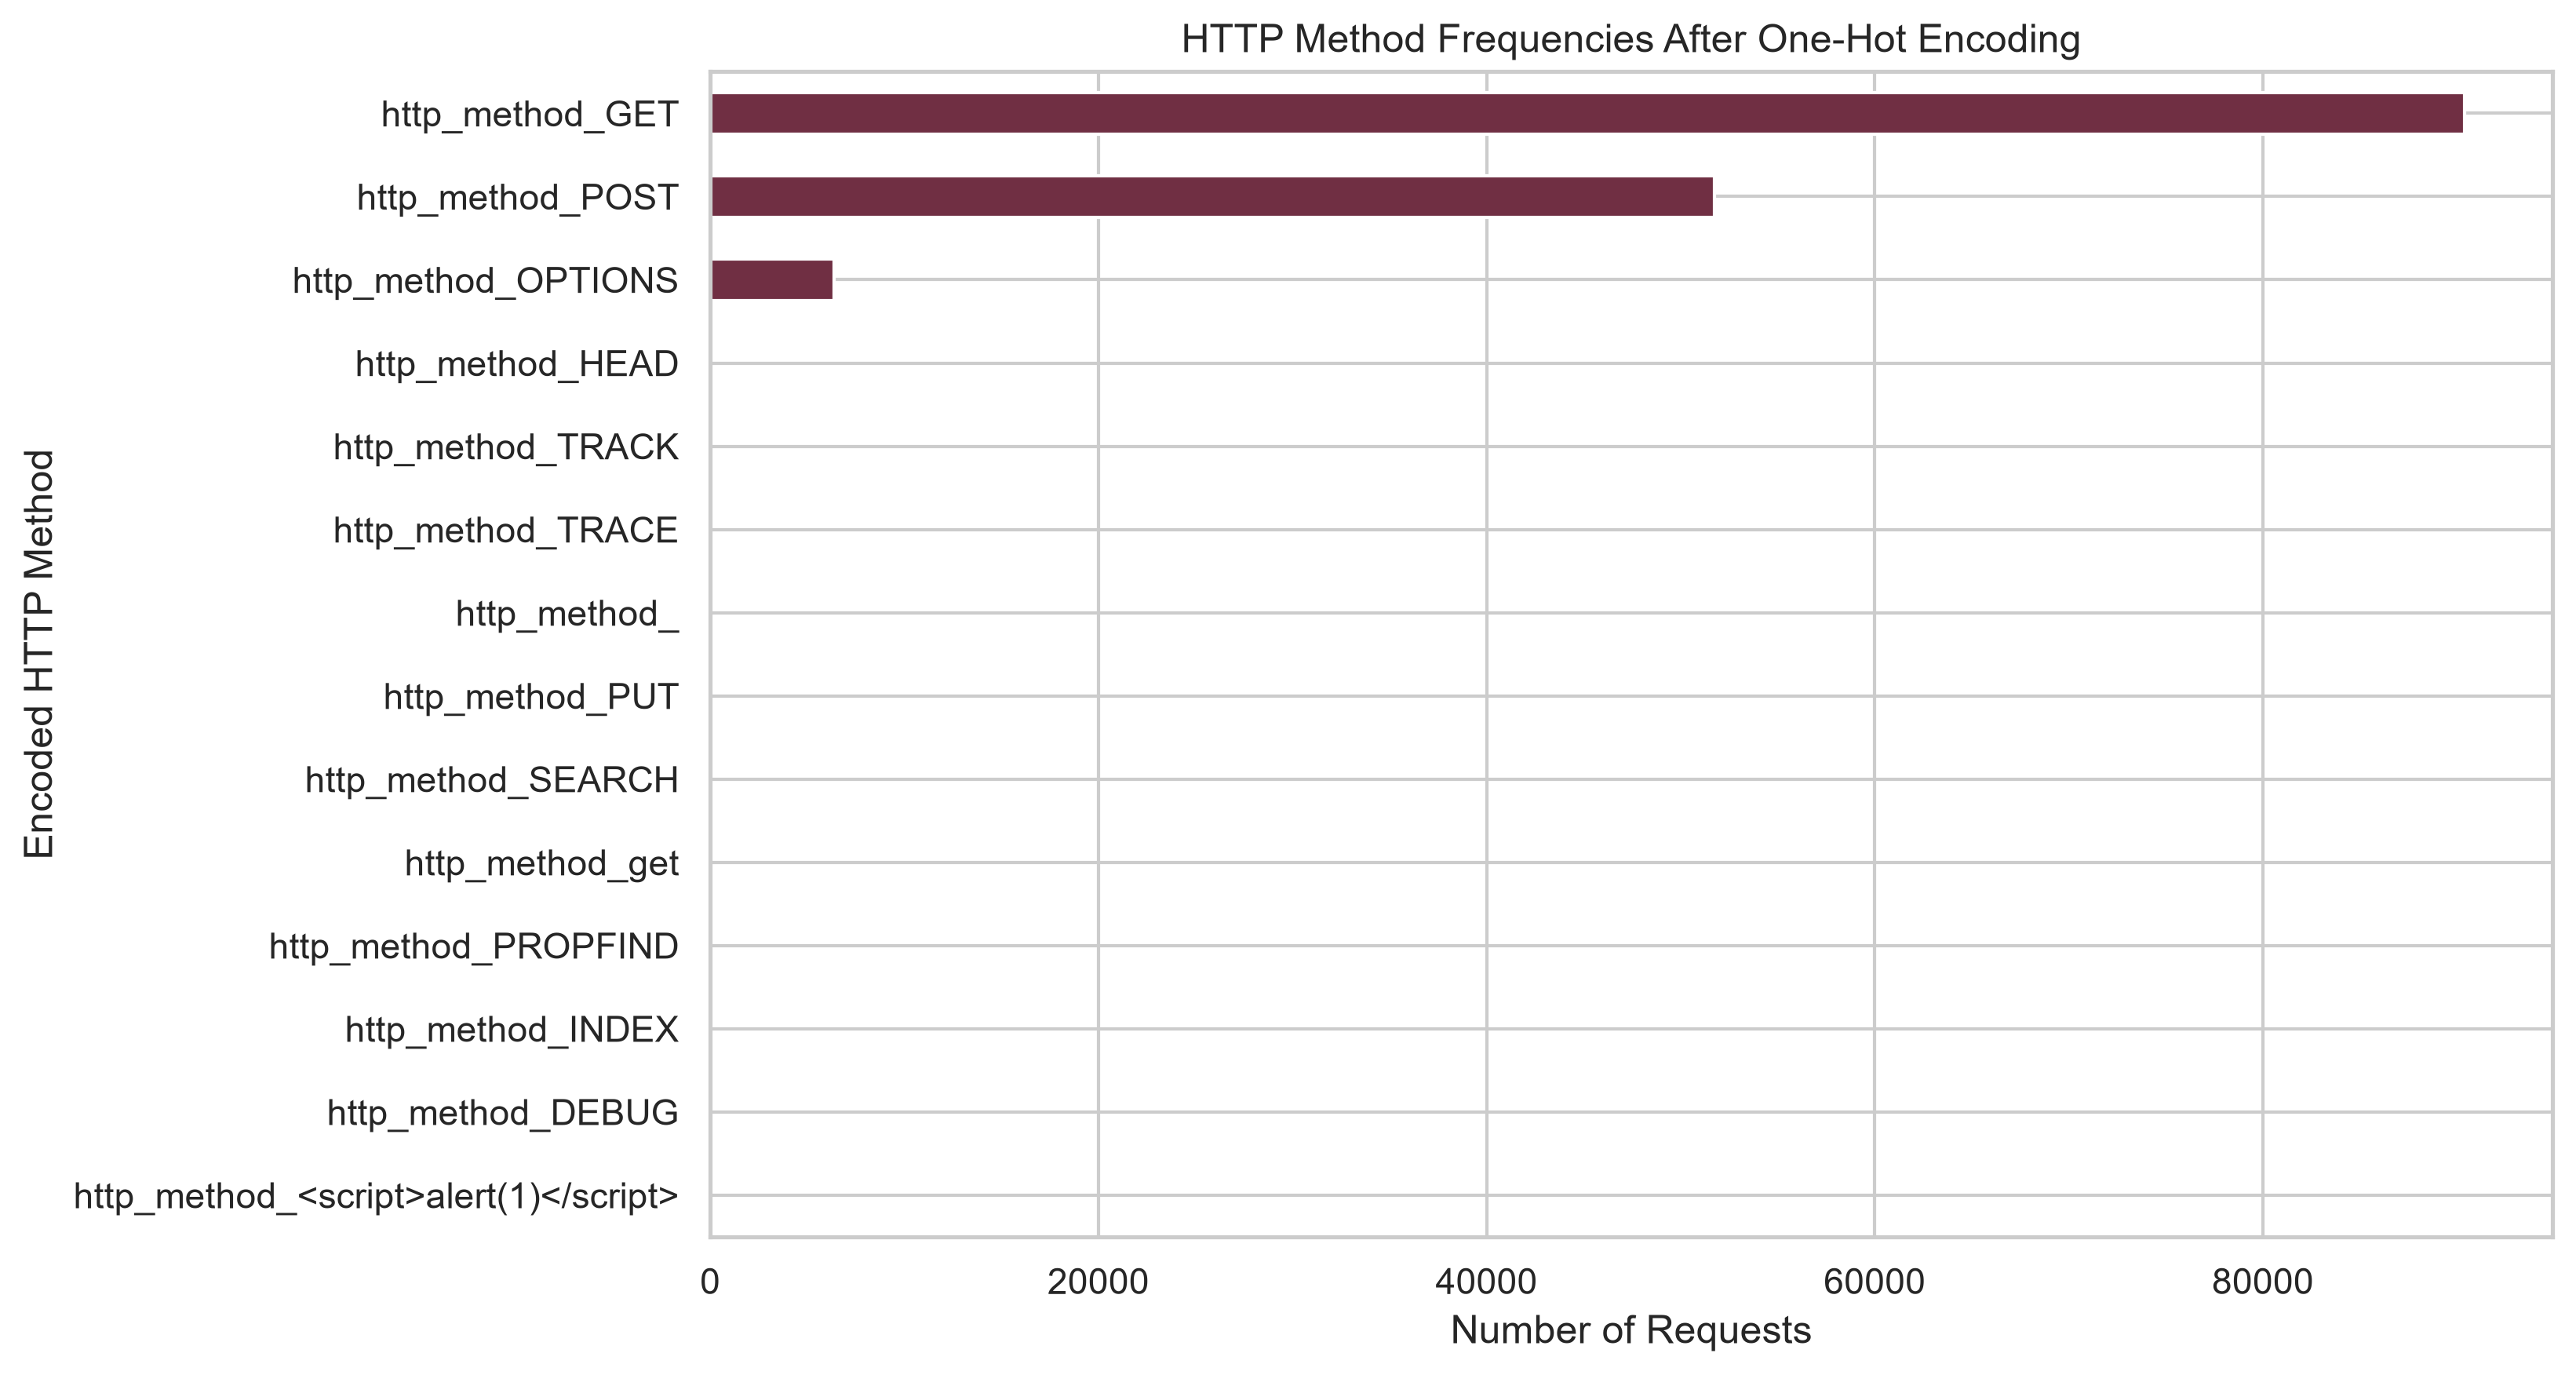 HTTP Method Frequencies After One-Hot Encoding
Encoded HTTP Method
http_method_GET
http_method_POST
http_method_OPTIONS
http_method_HEAD
http_method_TRACK
http_method_TRACE
http_method_
http_method_PUT
http_method_SEARCH
http_method_get
http_method_PROPFIND
http_method_INDEX
http_method_DEBUG
http_method_<script>alert(1)</script>
0 20000 40000 60000 80000
Number of Requests